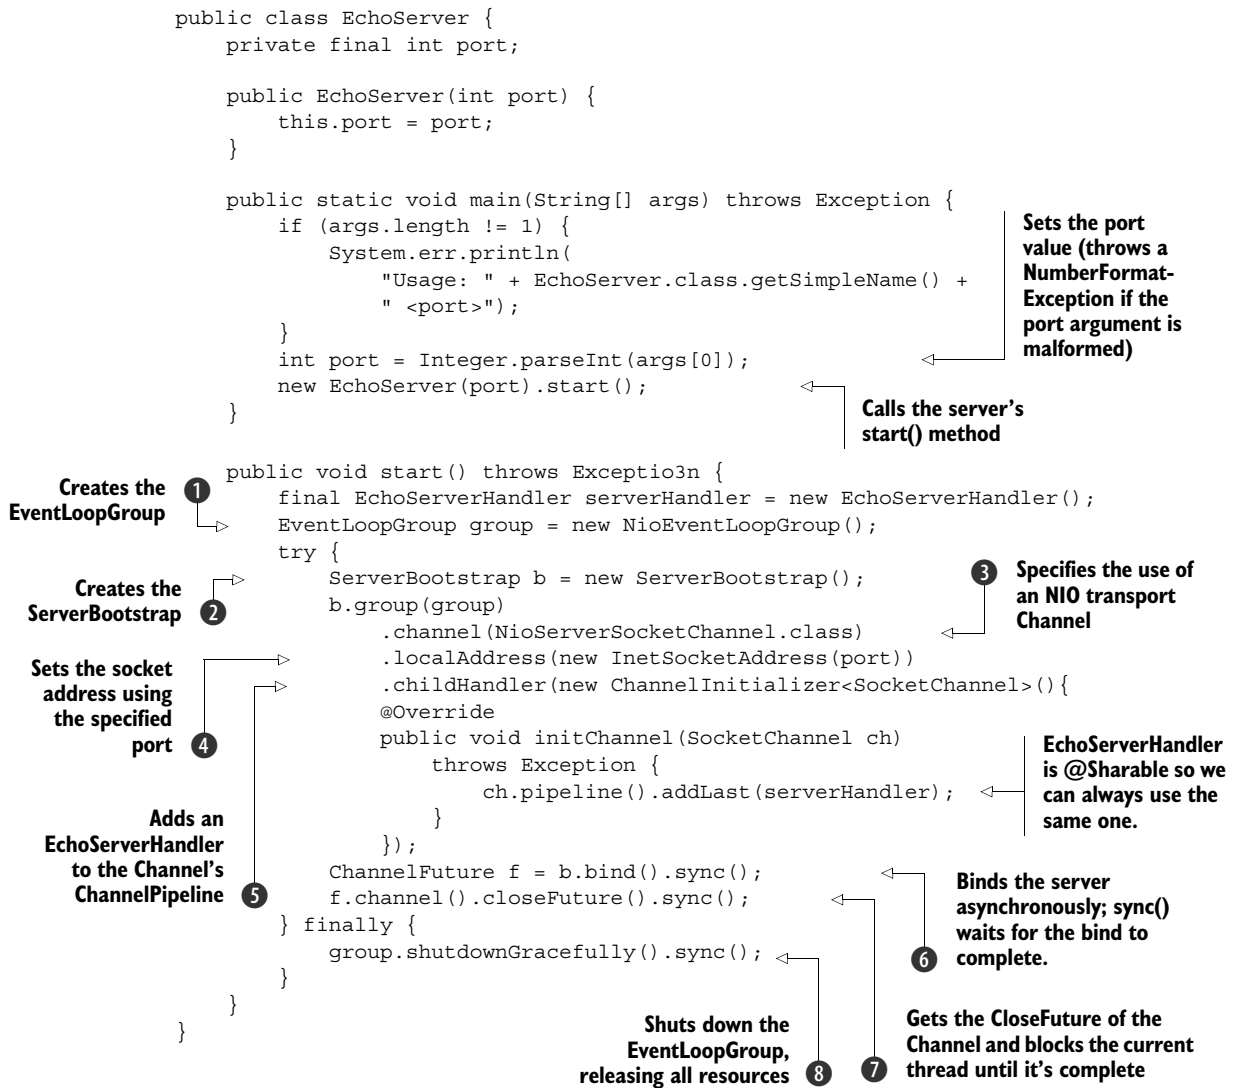 public class EchoServer {
private final int port;
public EchoServer(int port) {
this.port = port;
}
public static void main(String[] args) throws Exception {
if (args.length != 1) {
System.err.println(
"Usage: " + EchoServer.class.getSimpleName() +
" <port>");
}
int port = Integer.parseInt(args[0]);
new EchoServer(port).start();
}
Sets the port
value (throws a
NumberFormat-
Exception if the
port argument is
malformed)
Calls the server's
start() method
public void start() throws Exceptio3n {
final EchoServerHandler serverHandler = new EchoServerHandler();
EventLoopGroup group = new NioEventLoopGroup();
try {
ServerBootstrap b = new ServerBootstrap();
b.group(group)
.channel(NioServerSocketChannel.class)
.localAddress(new InetSocketAddress(port))
.childHandler(new ChannelInitializer<SocketChannel>(){
@Override
public void initChannel(SocketChannel ch)
throws Exception {
ch.pipeline().addLast(serverHandler);
}
});
ChannelFuture f = b.bind().sync();
f.channel().closeFuture().sync();
} finally {
group.shutdownGracefully().sync();
}
}
}
Creates the
EventLoopGroup
1
Creates the
ServerBootstrap
2
3
Specifies the use of
an NIO transport
Channel
Sets the socket
address using
the specified
port
4
EchoServerHandler
is @Sharable so we
can always use the
same one.
Adds an
EchoServerHandler
to the Channel's
ChannelPipeline
5
Binds the server
asynchronously; sync()
waits for the bind to
complete.
6
Gets the CloseFuture of the
Channel and blocks the current
thread until it's complete
7
Shuts down the
EventLoopGroup,
releasing all resources
8